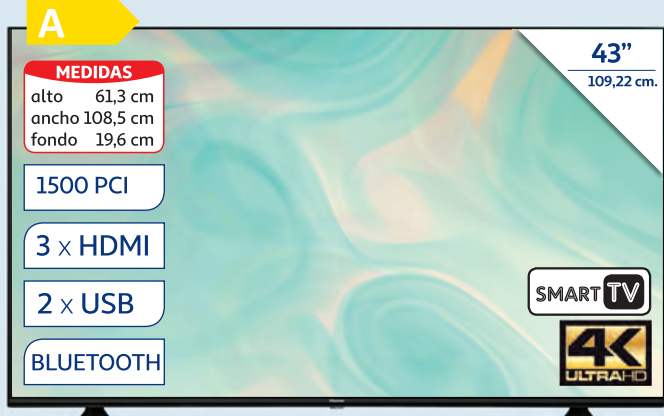 A
MEDIDAS
alto 61,3 cm
ancho 108,5 cm
fondo 19,6 cm
1500 PCI
3 x HDMI
2 x USB
BLUETOOTH
43”
109,22 cm.
SMART TV
4K
ULTRAHD
Hisense